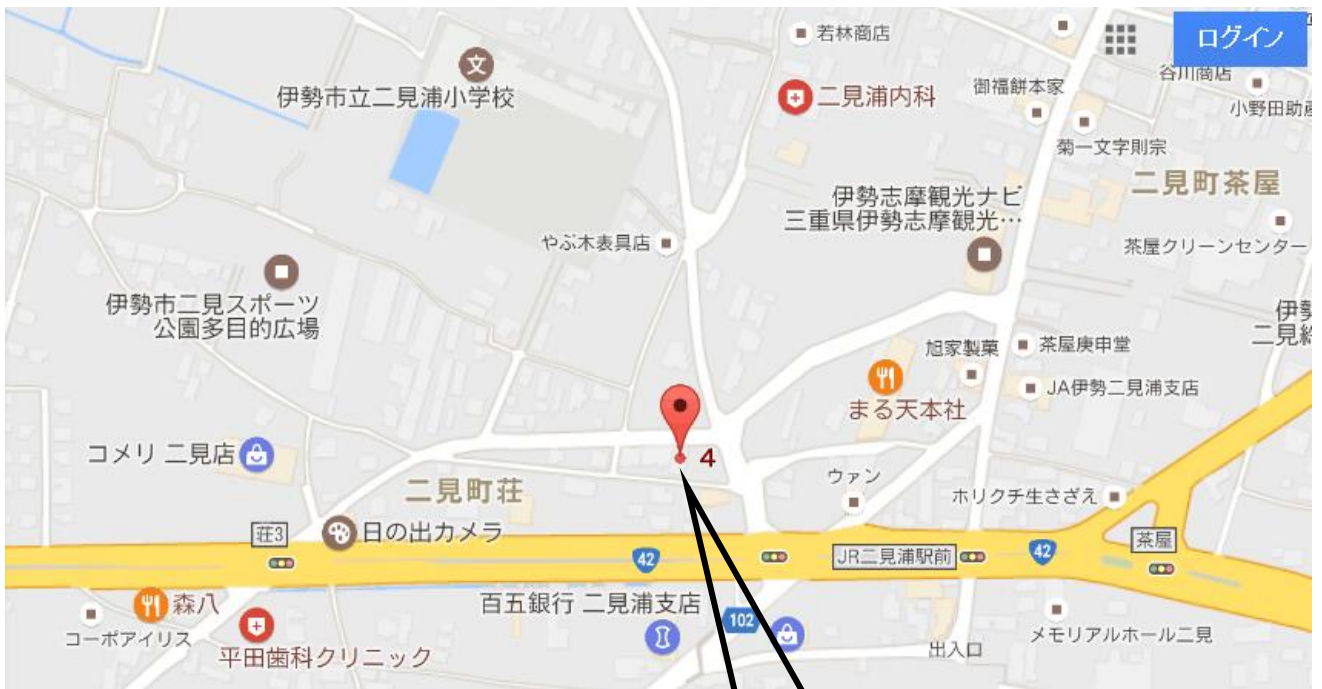 若林商店
ログイン
文
伊勢市立二見浦小学校
二見浦内科
御福餅本家
谷川商店
小野田助産
菊一文字則宗
二見町茶屋
伊勢志摩観光ナビ
三重県伊勢志摩観光…
やぶ木表具店
茶屋クリーンセンター
伊勢市二見スポーツ
公園多目的広場
伊勢
二見総
旭家製菓
茶屋庚申堂
JA伊勢二見浦支店
まる天本社
コメリ 二見店
4
二見町荘
ウァン
ホリクチ生さざえ
荘3
日の出カメラ
42
JR二見浦駅前
42
茶屋
森八
百五銀行 二見浦支店
102
コーポアイリス
平田歯科クリニック
出入口
メモリアルホール二見